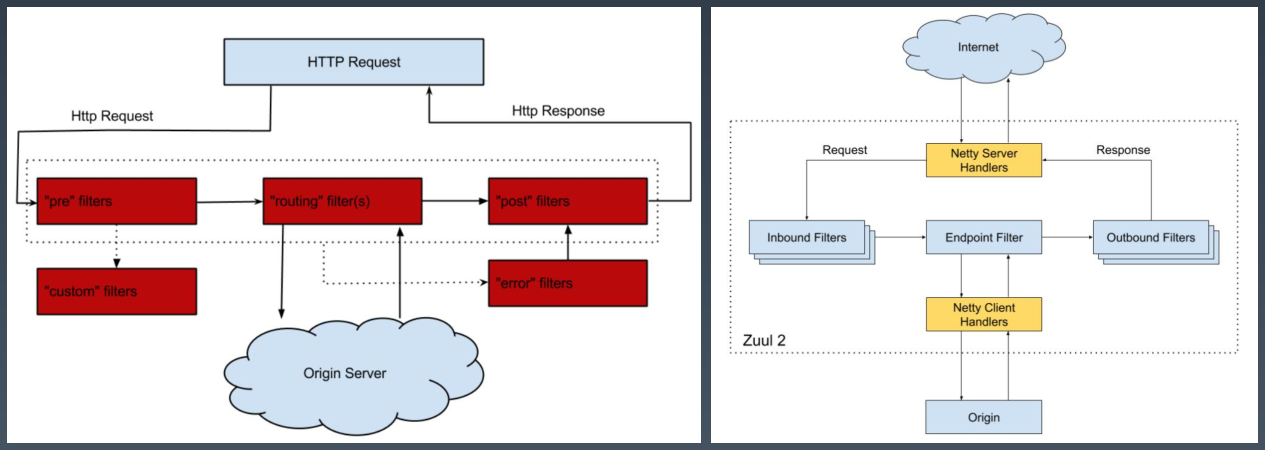 HTTP Request
Http Request
Http Response
"pre" filters
"routing" filter(s)
"post" filters
"custom" filters
"error" filters
Origin Server
Internet
Netty Server
Handlers
Request
Response
Inbound Filters
Endpoint Filter
Outbound Filters
Netty Client
Handlers
Zuul 2
Origin